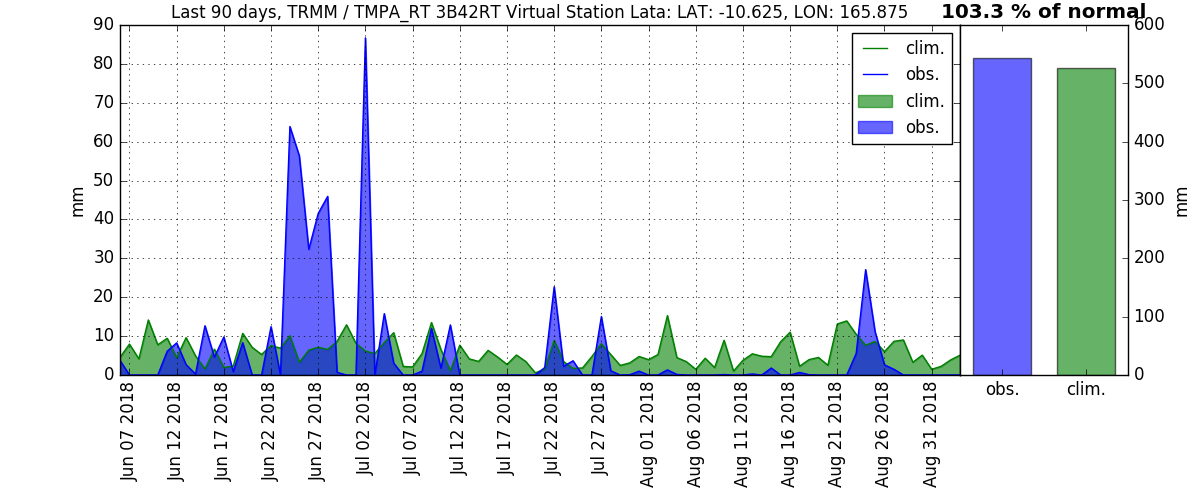 Last 90 days, TRMM / TMPA_RT 3B42RT Virtual Station Lata: LAT: -10.625, LON: 165.875
103.3 % of normal
90
80
70
60
50
40
30
20
10
0
mm
clim.
obs.
clim.
obs.
600
500
400
300
200
100
0
mm
Jun 07 2018
Jun 12 2018
Jun 17 2018
Jun 22 2018
Jun 27 2018
Jul 02 2018
Jul 07 2018
Jul 12 2018
Jul 17 2018
Jul 22 2018
Jul 27 2018
Aug 01 2018
Aug 06 2018
Aug 11 2018
Aug 16 2018
Aug 21 2018
Aug 26 2018
Aug 31 2018
obs.
clim.